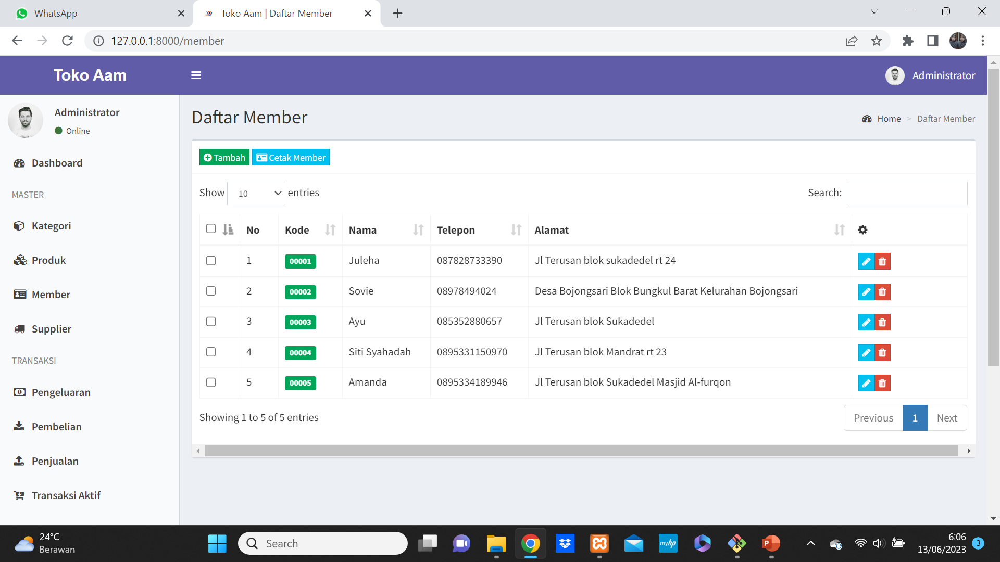 WhatsApp
Toko Aam | Daftar Member
127.0.0.1:8000/member
Toko Aam
Administrator
Administrator
Online
Daftar Member
Home > Daftar Member
Dashboard
MASTER
Kategori
Produk
Member
Supplier
TRANSAKSI
Pengeluaran
Pembelian
Penjualan
Transaksi Aktif
Tambah Cetak Member
Show 10 entries Search:
No Kode Nama Telepon Alamat
1 00001 Juleha 087828733390 Jl Terusan blok sukadedel rt 24
2 00002 Sovie 08978494024 Desa Bojongsari Blok Bungkul Barat Kelurahan Bojongsari
3 00003 Ayu 085352880657 Jl Terusan blok Sukadedel
4 00004 Siti Syahadah 0895331150970 Jl Terusan blok Mandrat rt 23
5 00005 Amanda 0895334189946 Jl Terusan blok Sukadedel Masjid Al-furqon
Showing 1 to 5 of 5 entries Previous 1 Next
24°C
Berawan
Search
myhp
P
6:06
13/06/2023
3